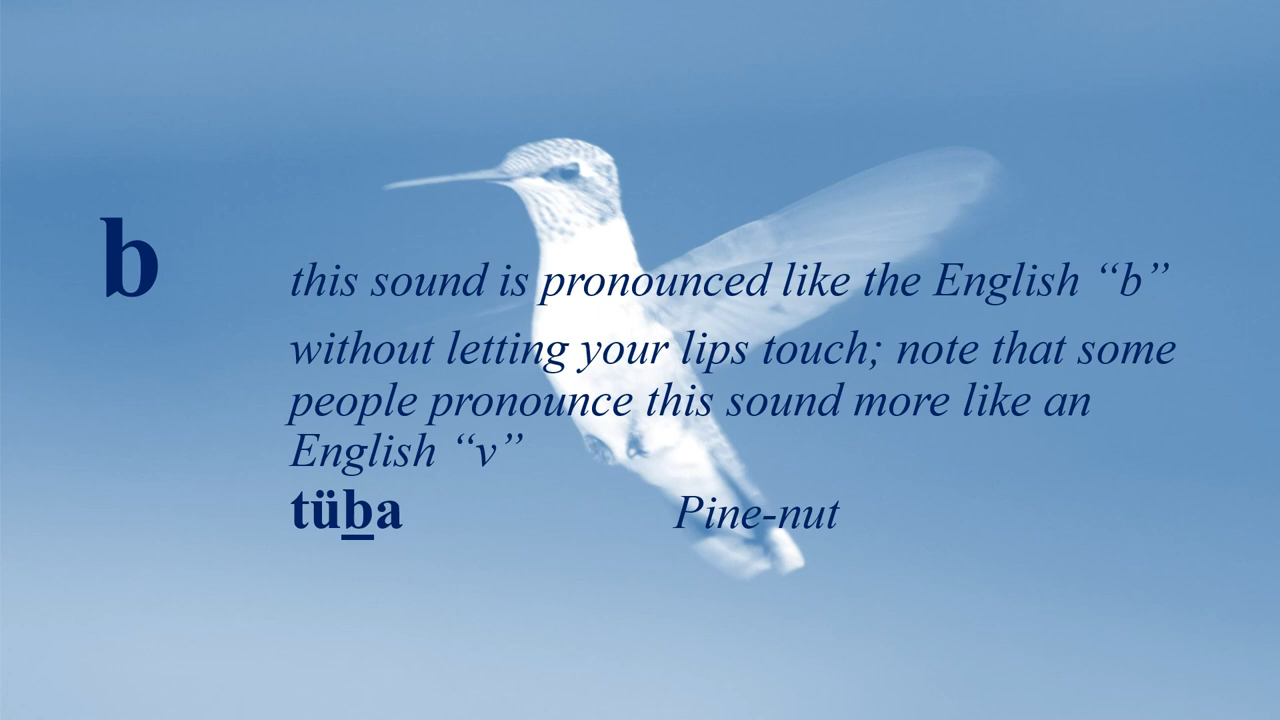 b
this sound is pronounced like the English “b”
without letting your lips touch; note that some
people pronounce this sound more like an
English “v”
tüba Pine-nut